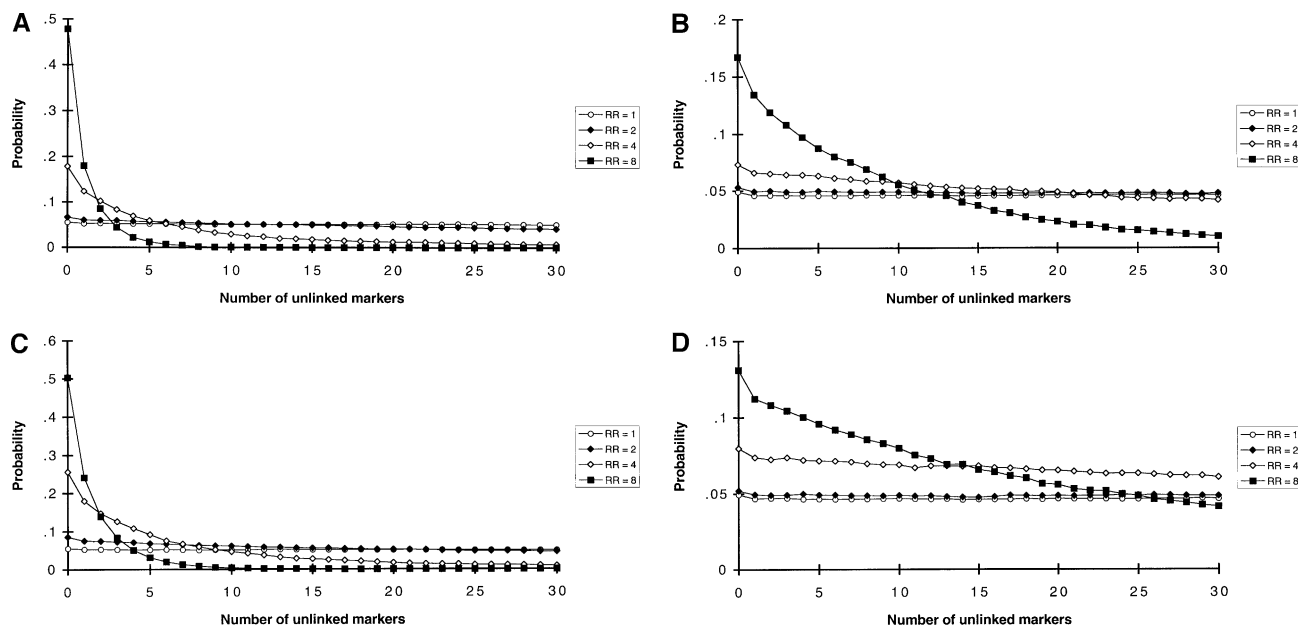 A
.5
.4
.3
.2
.1
0
Probability
0 5 10 15 20 25 30
Number of unlinked markers
RR = 1
RR = 2
RR = 4
RR = 8
B
.2
.15
.1
.05
0
Probability
0 5 10 15 20 25 30
Number of unlinked markers
RR = 1
RR = 2
RR = 4
RR = 8
C
.6
.5
.4
.3
.2
.1
0
Probability
0 5 10 15 20 25 30
Number of unlinked markers
RR = 1
RR = 2
RR = 4
RR = 8
D
.15
.1
.05
0
Probability
0 5 10 15 20 25 30
Number of unlinked markers
RR = 1
RR = 2
RR = 4
RR = 8